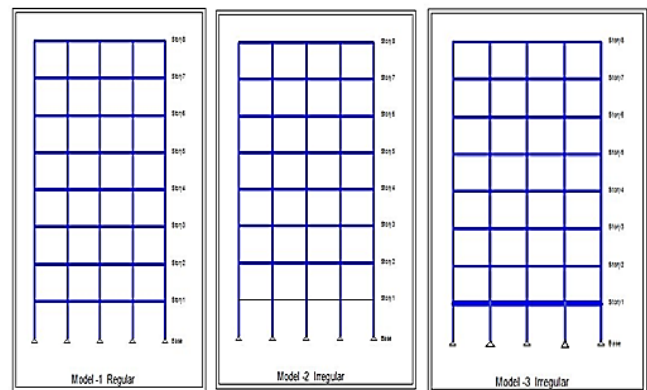 Story8
Story7
Story6
Story5
Story4
Story3
Story2
Story1
Base
Model -1 Regular
Story8
Story7
Story6
Story5
Story4
Story3
Story2
Story1
Base
Model -2 Irregular
Story8
Story7
Story6
Story5
Story4
Story3
Story2
Story1
Base
Model -3 Irregular